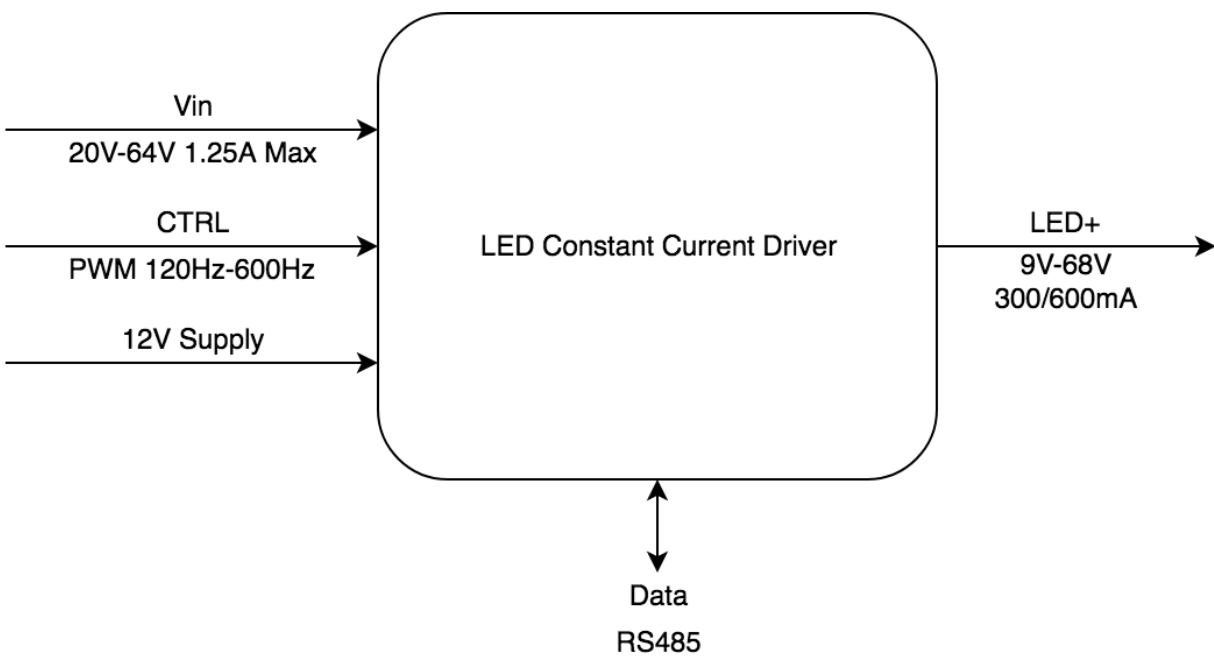 Vin
20V-64V 1.25A Max
CTRL
PWM 120Hz-600Hz
12V Supply
LED Constant Current Driver
LED+
9V-68V
300/600mA
Data
RS485